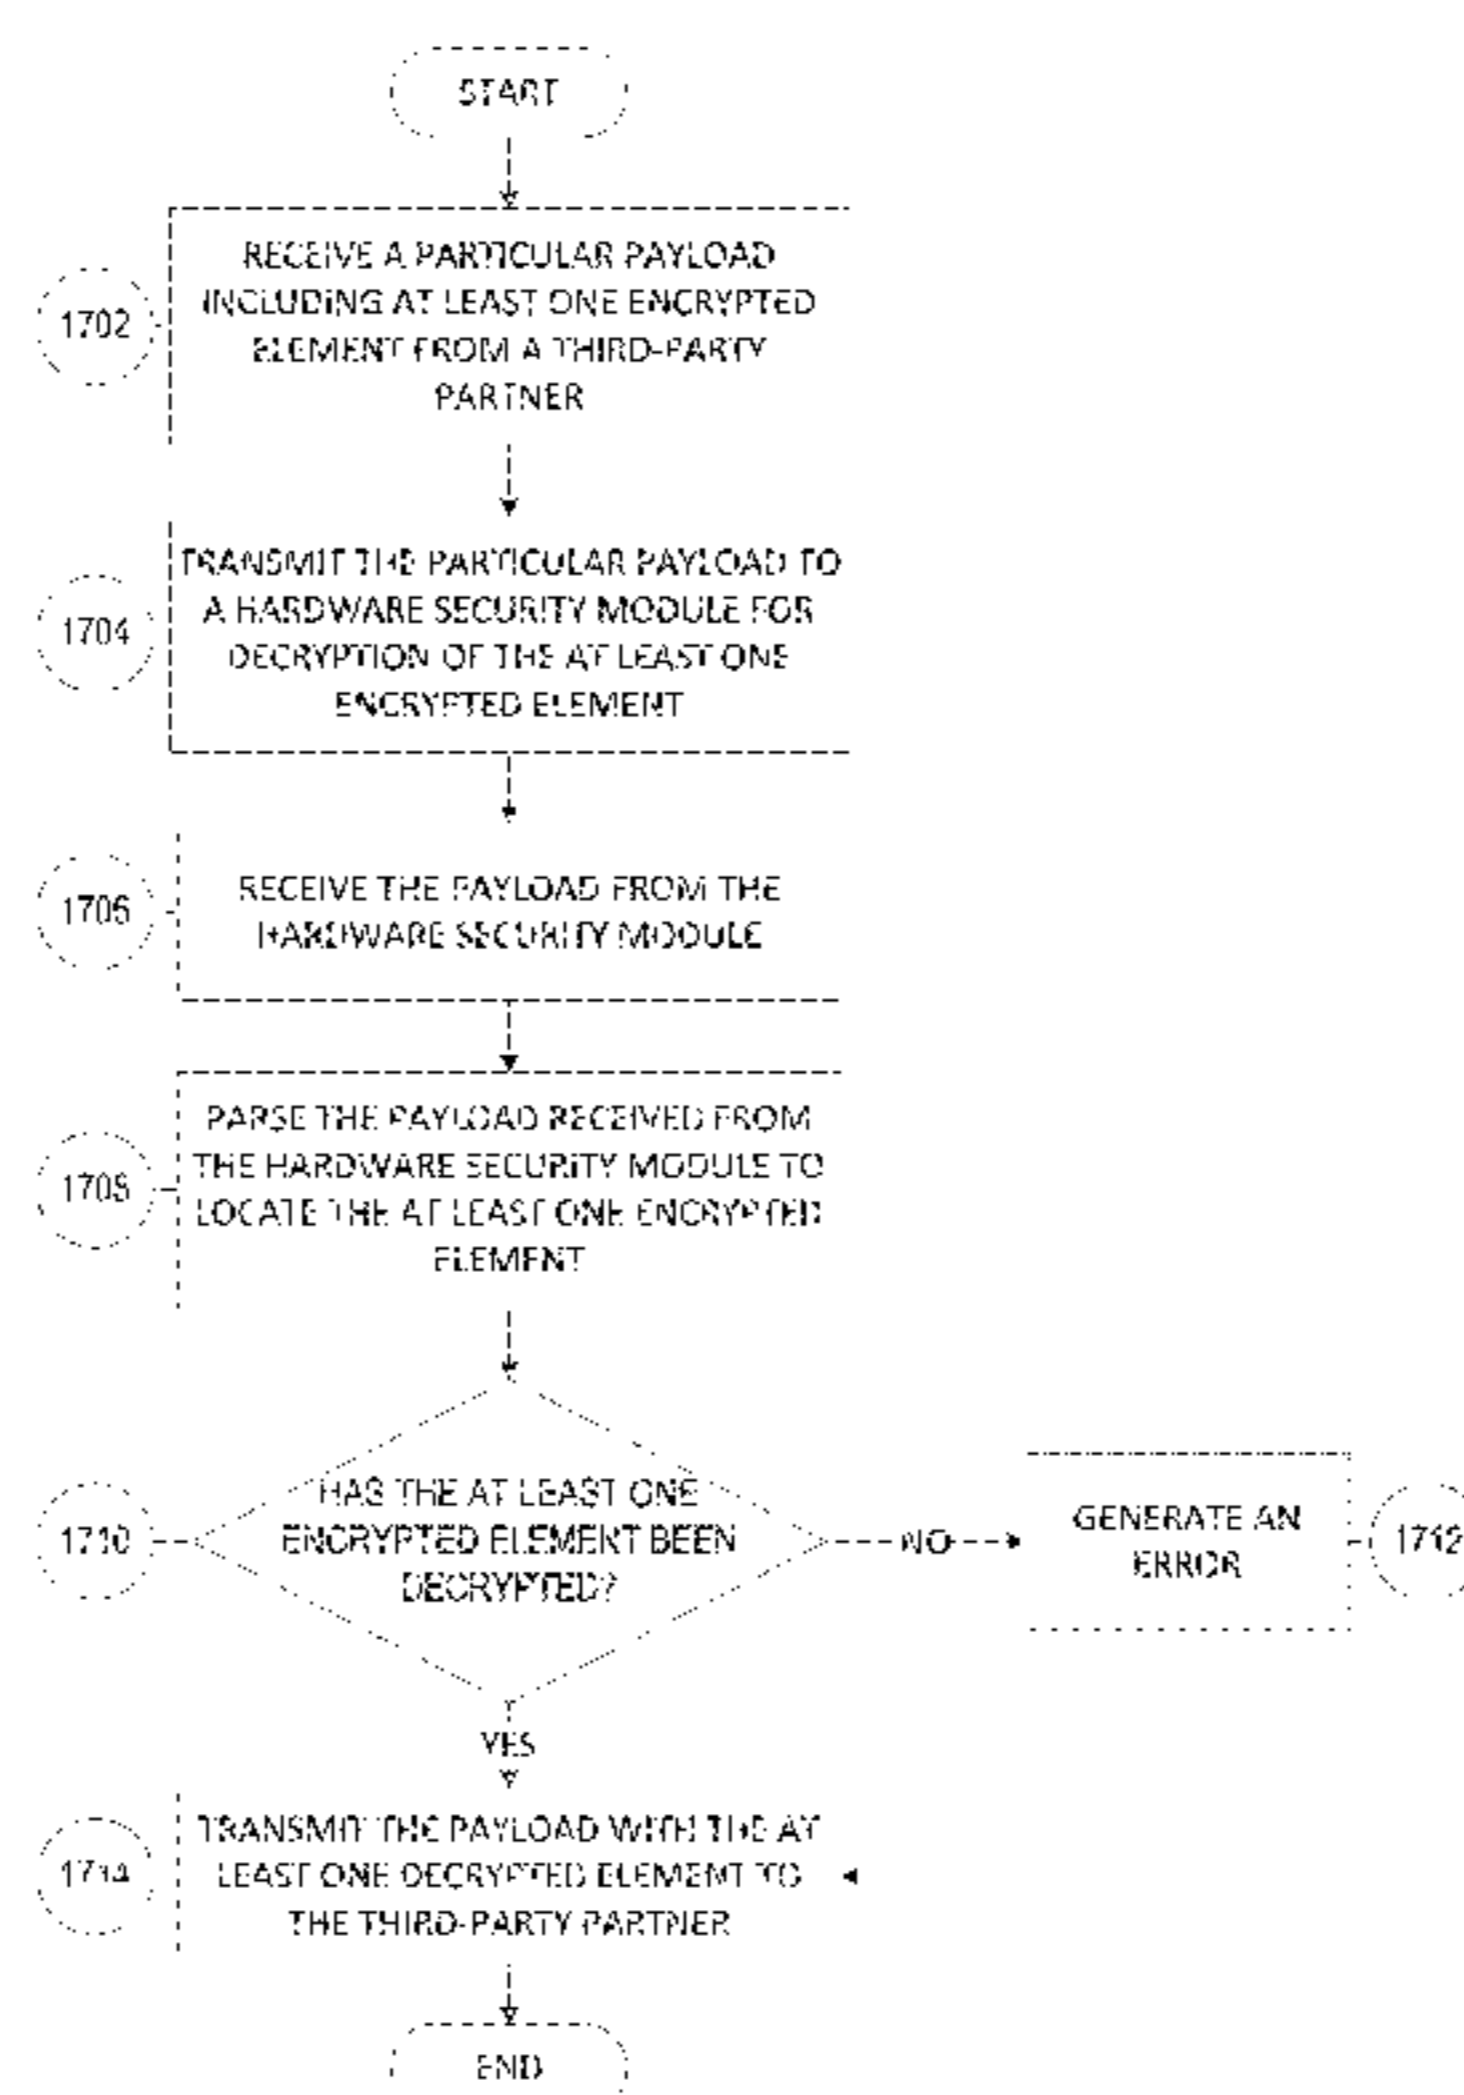 START
RECEIVE A PARTICULAR PAYLOAD
INCLUDING AT LEAST ONE ENCRYPTED
ELEMENT FROM A THIRD-PARTY
PARTNER
1702
TRANSMIT THE PARTICULAR PAYLOAD TO
A HARDWARE SECURITY MODULE FOR
DECRYPTION OF THE AT LEAST ONE
ENCRYPTED ELEMENT
1704
RECEIVE THE PAYLOAD FROM THE
HARDWARE SECURITY MODULE
1706
PARSE THE PAYLOAD RECEIVED FROM
THE HARDWARE SECURITY MODULE TO
LOCATE THE AT LEAST ONE ENCRYPTED
ELEMENT
1708
HAS THE AT LEAST ONE
ENCRYPTED ELEMENT BEEN
DECRYPTED?
1710
NO
GENERATE AN
ERROR
1712
YES
TRANSMIT THE PAYLOAD WITH THE AT
LEAST ONE DECRYPTED ELEMENT TO
THE THIRD-PARTY PARTNER
1714
END